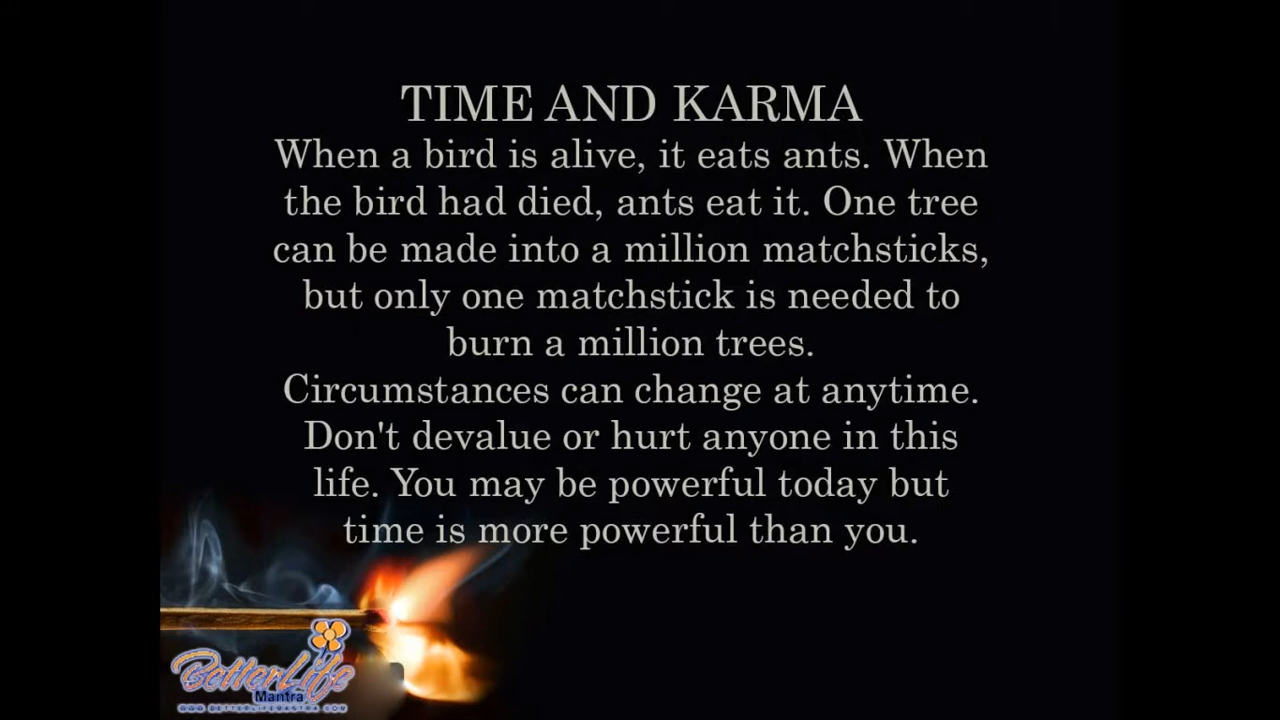 TIME AND KARMA
When a bird is alive, it eats ants. When
the bird had died, ants eat it. One tree
can be made into a million matchsticks,
but only one matchstick is needed to
burn a million trees.
Circumstances can change at anytime.
Don't devalue or hurt anyone in this
life. You may be powerful today but
time is more powerful than you.
BetterLife
Mantra
WWW.BETTERLIFEMANTRA.COM